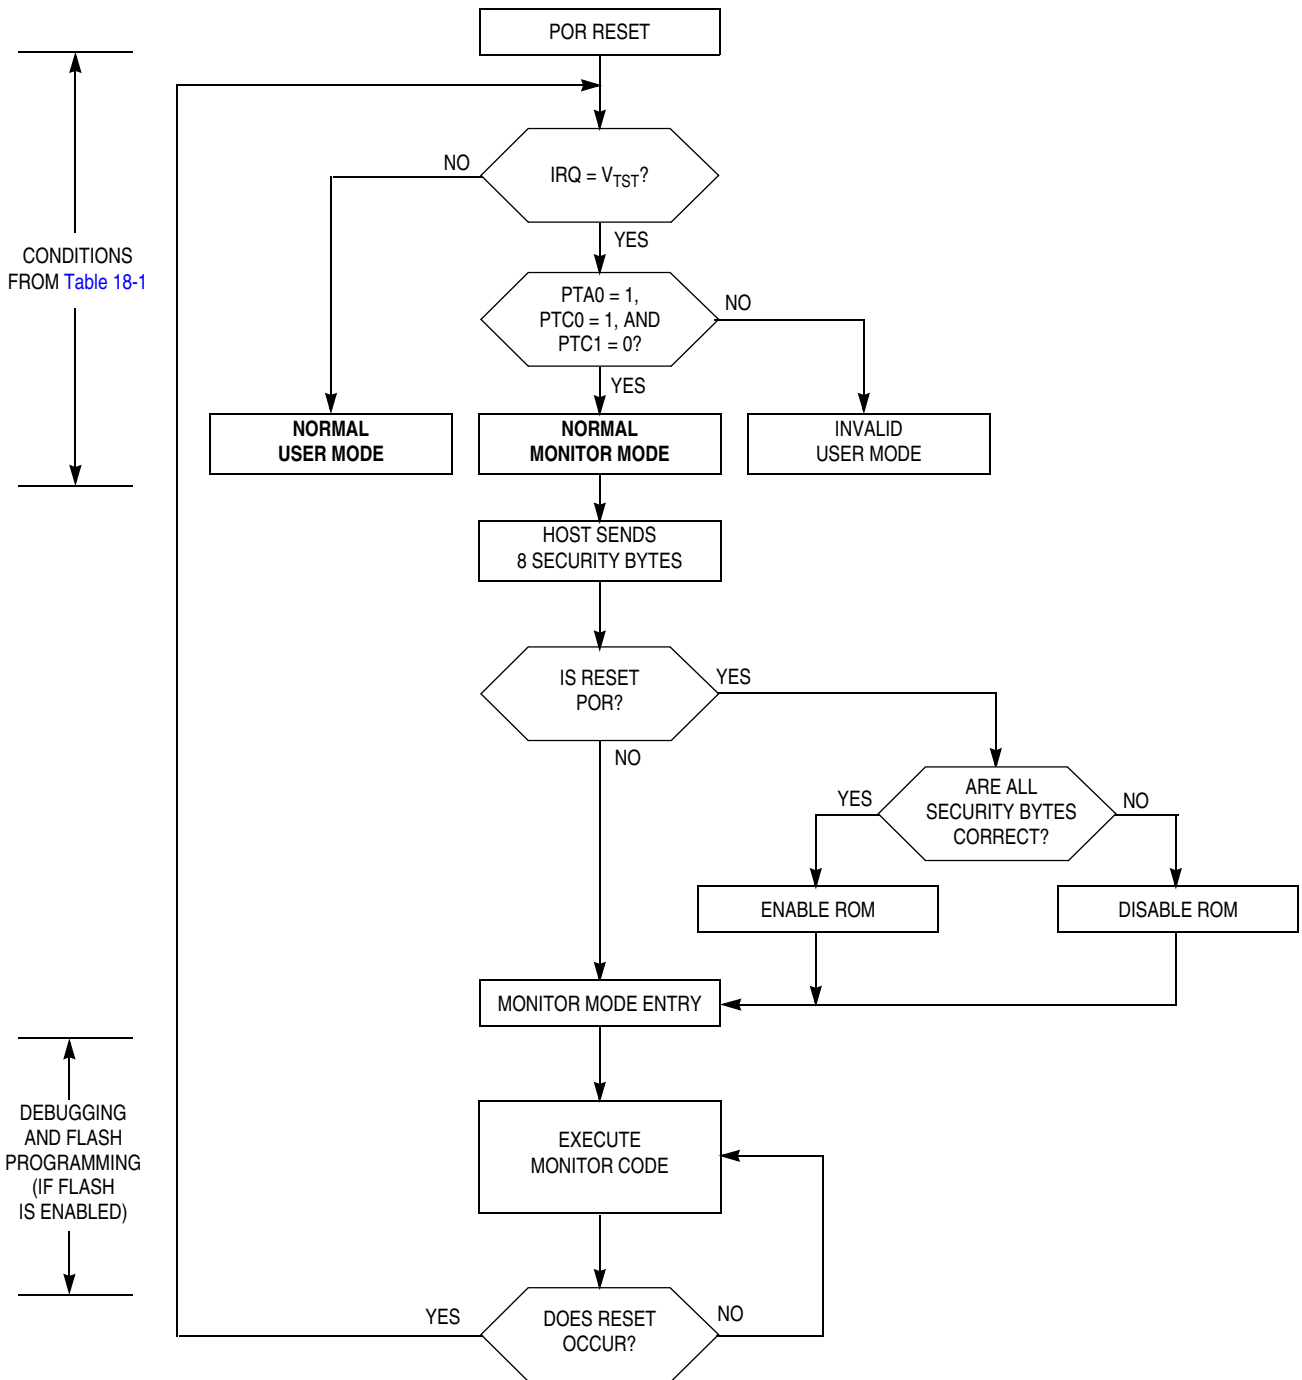 POR RESET
NO
IRQ = VTST?
YES
CONDITIONS
FROM Table 18-1
PTA0 = 1,
PTC0 = 1, AND
PTC1 = 0?
NO
YES
NORMAL
USER MODE
NORMAL
MONITOR MODE
INVALID
USER MODE
HOST SENDS
8 SECURITY BYTES
IS RESET
POR?
YES
NO
ARE ALL
SECURITY BYTES
CORRECT?
YES
NO
ENABLE ROM
DISABLE ROM
MONITOR MODE ENTRY
DEBUGGING
AND FLASH
PROGRAMMING
(IF FLASH
IS ENABLED)
EXECUTE
MONITOR CODE
YES
DOES RESET
OCCUR?
NO